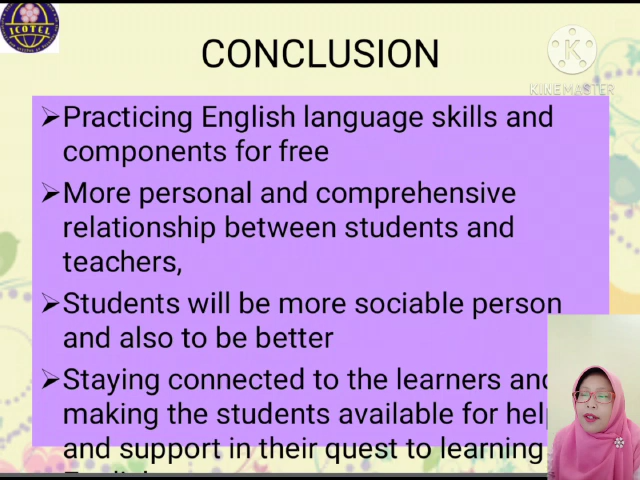 ICOTEL
CONCLUSION
KINEMASTER
➢Practicing English language skills and
components for free
➢More personal and comprehensive
relationship between students and
teachers,
➢Students will be more sociable person
and also to be better
➢Staying connected to the learners and
making the students available for help
and support in their quest to learning